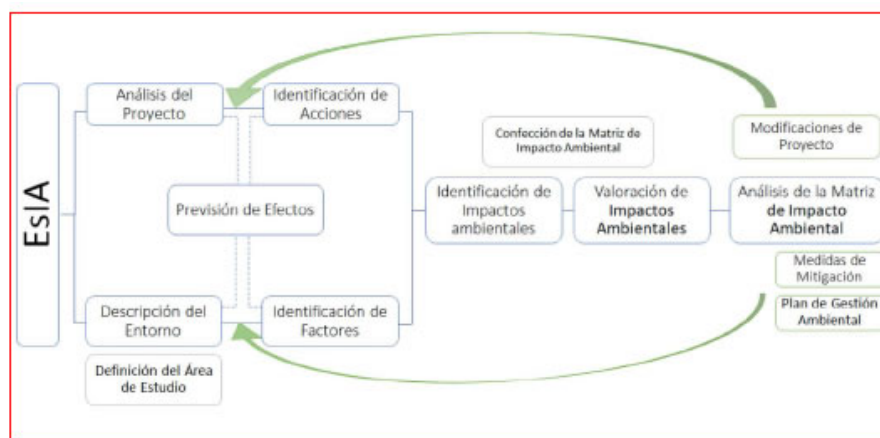 EsIA
Análisis del
Proyecto
Identificación de
Acciones
Previsión de Efectos
Descripción del
Entorno
Identificación de
Factores
Definición del Área
de Estudio
Confección de la Matriz de
Impacto Ambiental
Identificación de
Impactos
ambientales
Valoración de
Impactos
Ambientales
Modificaciones de
Proyecto
Análisis de la Matriz
de Impacto
Ambiental
Medidas de
Mitigación
Plan de Gestión
Ambiental